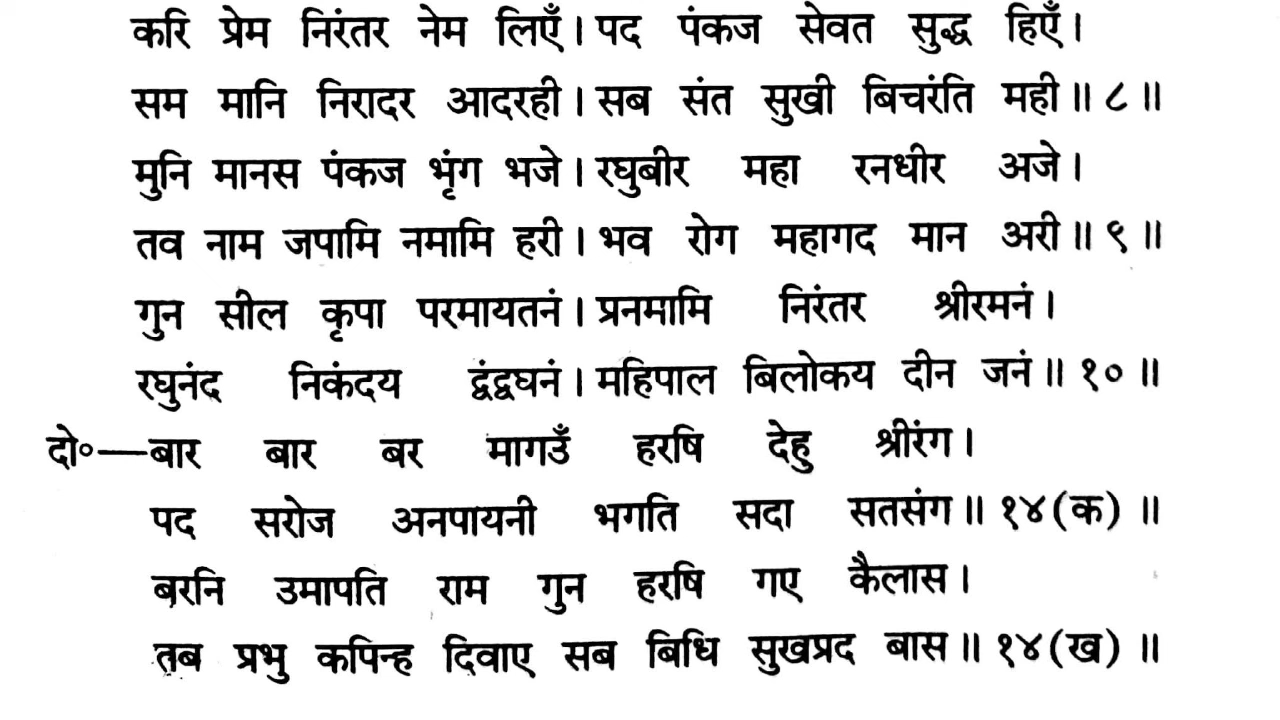 करि प्रेम निरंतर नेम लिएँ। पद पंकज सेवत सुद्ध हिएँ।
सम मानि निरादर आदरही। सब संत सुखी बिचरंति मही॥ ८ ॥
मुनि मानस पंकज भृंग भजे। रघुबीर महा रनधीर अजे।
तव नाम जपामि नमामि हरी। भव रोग महागद मान अरी॥ ९ ॥
गुन सील कृपा परमायतनं। प्रनमामि निरंतर श्रीरमनं।
रघुनंद निकंदय द्वंद्वघनं। महिपाल बिलोकय दीन जनं॥ १० ॥
दो॰—बार बार बर मागउँ हरषि देहु श्रीरंग।
पद सरोज अनपायनी भगति सदा सतसंग॥ १४(क) ॥
बरनि उमापति राम गुन हरषि गए कैलास।
तब प्रभु कपिन्ह दिवाए सब बिधि सुखप्रद बास॥ १४(ख) ॥